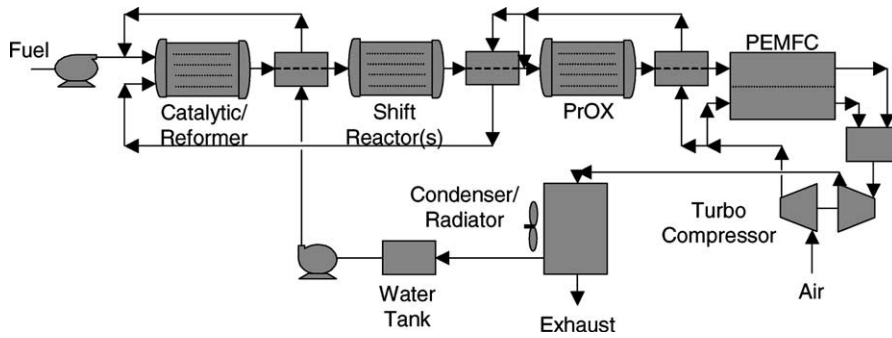 Fuel
PEMFC
Catalytic/
Reformer
Shift
Reactor(s)
PrOX
Condenser/
Radiator
Turbo
Compressor
Water
Tank
Air
Exhaust